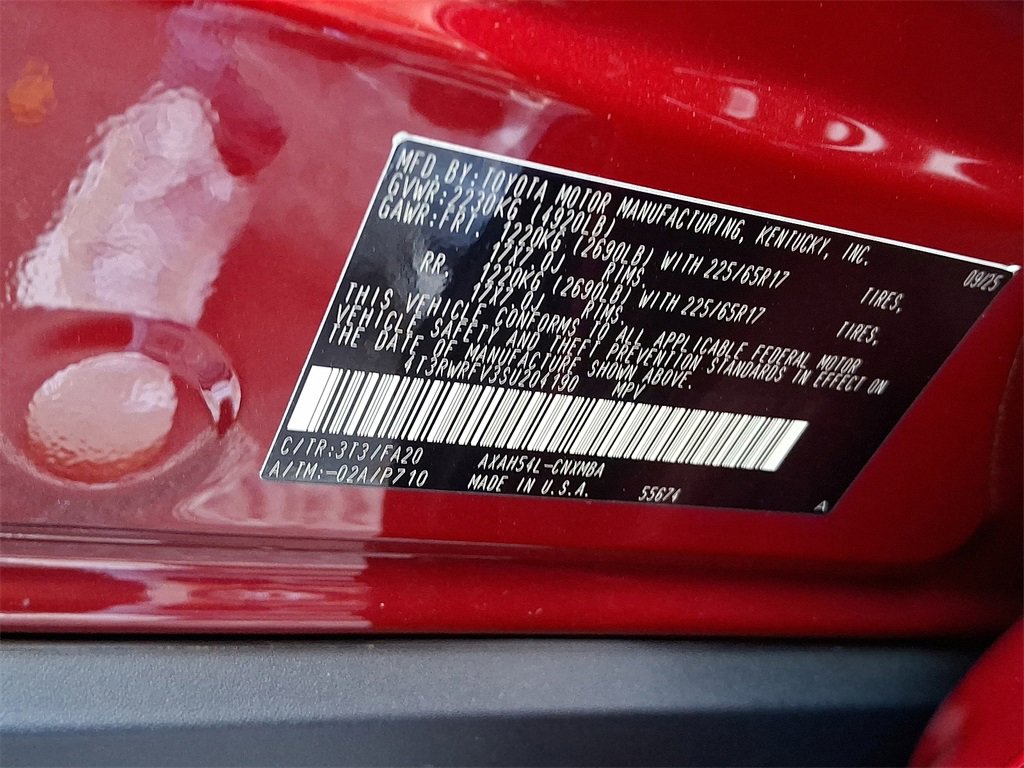 MFD. BY: TOYOTA MOTOR MANUFACTURING, KENTUCKY, INC. 09/25
GVWR: 2230KG (4920LB)
GAWR: FRT. 1220KG (2690LB) WITH 225/65R17 TIRES,
17X7.0J RIMS.
RR. 1220KG (2690LB) WITH 225/65R17 TIRES,
17X7.0J RIMS.
THIS VEHICLE CONFORMS TO ALL APPLICABLE FEDERAL MOTOR
VEHICLE SAFETY AND THEFT PREVENTION STANDARDS IN EFFECT ON
THE DATE OF MANUFACTURE SHOWN ABOVE.
4T3RWRFV3SU204190 MPV
C/TR:3T3/FA20 AXAH54L-CNXMBA
A/TM:-02A/P710 MADE IN U.S.A. 55674 A